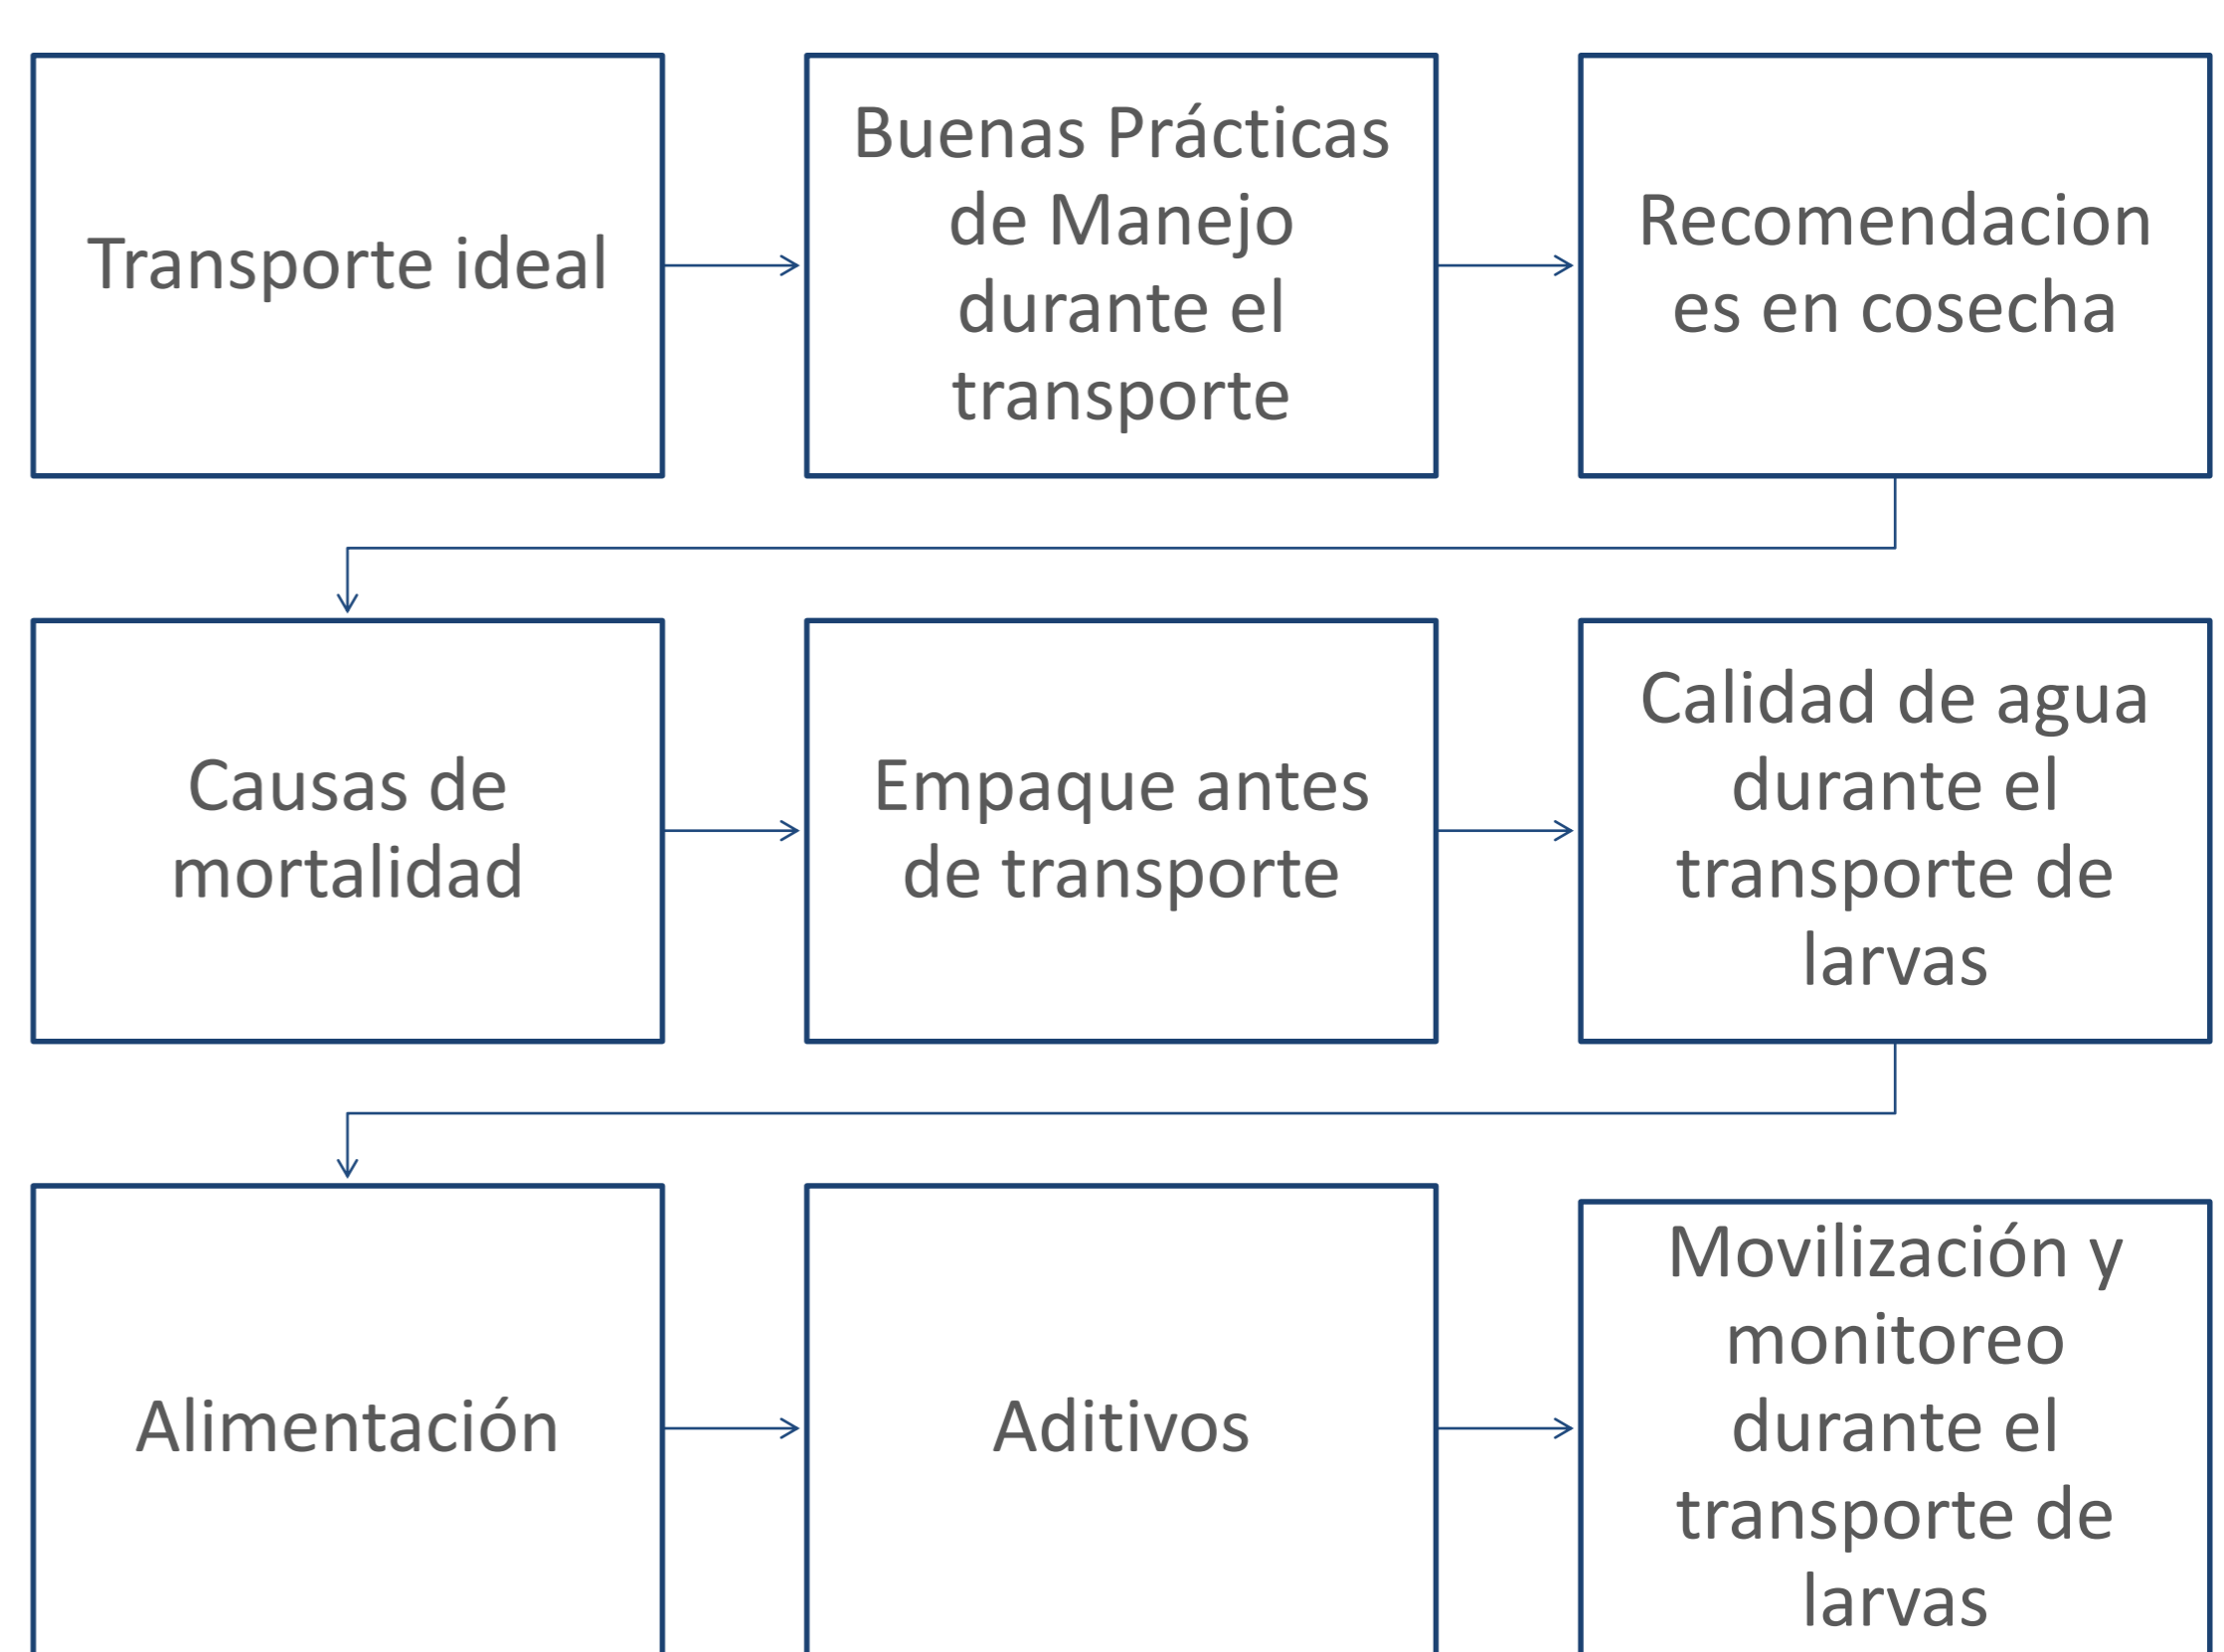 Transporte ideal
Buenas Prácticas
de Manejo
durante el
transporte
Recomendacion
es en cosecha
Causas de
mortalidad
Empaque antes
de transporte
Calidad de agua
durante el
transporte de
larvas
Alimentación
Aditivos
Movilización y
monitoreo
durante el
transporte de
larvas